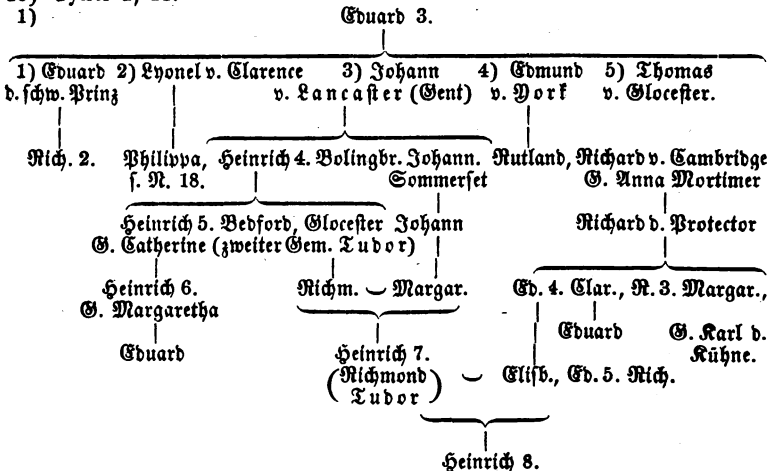 1) Eduard 3.
1) Eduard 2) Lyonel v. Clarence 3) Johann 4) Edmund 5) Thomas
d. schw. Prinz v. Lancaster (Gent) v. York v. Glocester.
Rich. 2. Philippa, Heinrich 4. Bolingbr. Johann. Rutland, Richard v. Cambridge
s. N. 18. Sommerset G. Anna Mortimer
Heinrich 5. Bedford, Glocester Johann Richard d. Protector
G. Catherine (zweiter Gem. Tudor)
Heinrich 6. Richm. Margar. Ed. 4. Clar., R. 3. Margar.,
G. Margaretha
Eduard G. Karl d.
Eduard Heinrich 7. Kühne.
(Richmond Elisb., Ed. 5. Rich.
Tudor)
Heinrich 8.